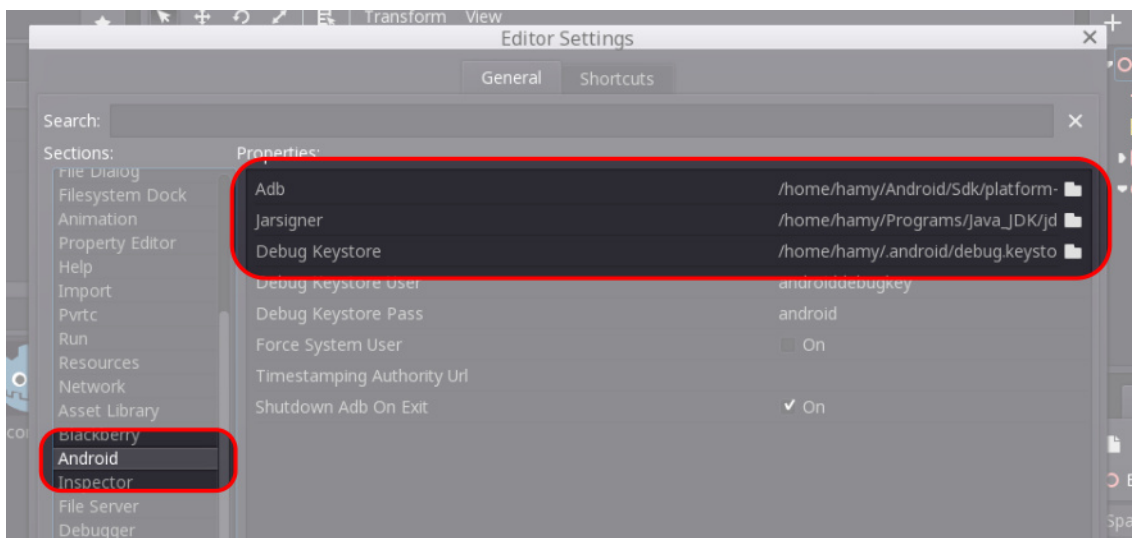 Transform View
Editor Settings
General Shortcuts
Search:
Sections: Properties:
File Dialog
Filesystem Dock
Animation
Property Editor
Help
Import
Pvrtc
Run
Resources
Network
Asset Library
Blackberry
Android
Inspector
File Server
Debugger
Adb /home/hamy/Android/Sdk/platform-
Jarsigner /home/hamy/Programs/Java_JDK/jd
Debug Keystore /home/hamy/.android/debug.keysto
Debug Keystore User androiddebugkey
Debug Keystore Pass android
Force System User On
Timestamping Authority Url
Shutdown Adb On Exit On